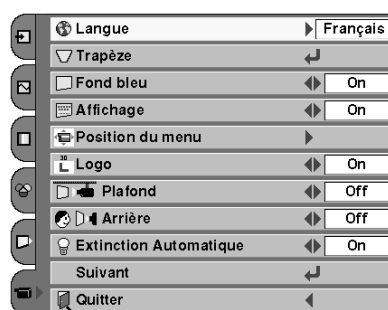 Langue Français
Trapèze
Fond bleu On
Affichage On
Position du menu
Logo On
Plafond Off
Arrière Off
Extinction Automatique On
Suivant
Quitter